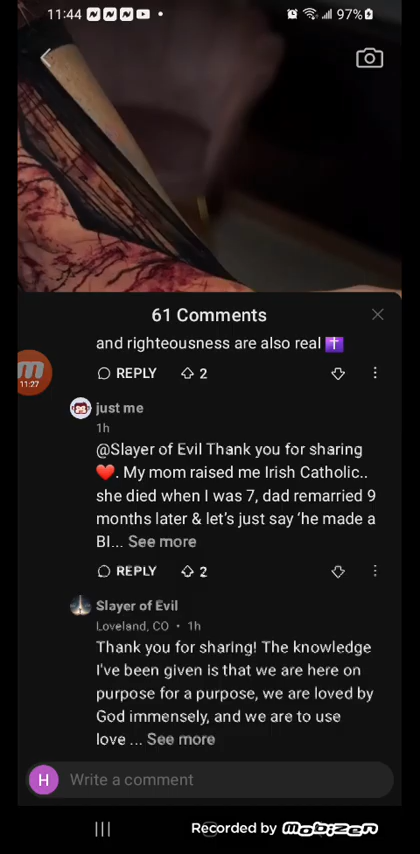 11:44
97%
61 Comments
and righteousness are also real ✝️
REPLY 2
11:27
just me
1h
@Slayer of Evil Thank you for sharing
❤️. My mom raised me Irish Catholic..
she died when I was 7, dad remarried 9
months later & let's just say 'he made a
BI... See more
REPLY 2
Slayer of Evil
Loveland, CO • 1h
Thank you for sharing! The knowledge
I've been given is that we are here on
purpose for a purpose, we are loved by
God immensely, and we are to use
love ... See more
H Write a comment
Recorded by mobizen